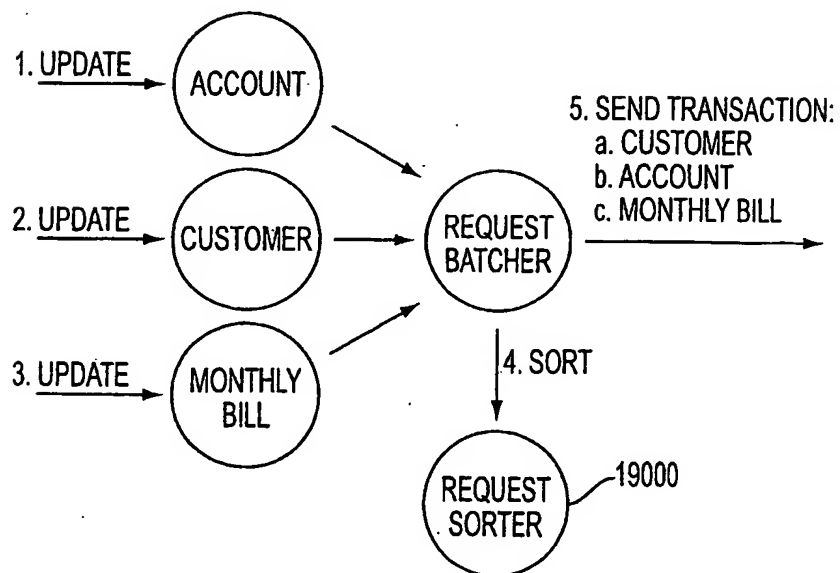 1. UPDATE
ACCOUNT
2. UPDATE
CUSTOMER
3. UPDATE
MONTHLY
BILL
REQUEST
BATCHER
5. SEND TRANSACTION:
a. CUSTOMER
b. ACCOUNT
c. MONTHLY BILL
4. SORT
REQUEST
SORTER
19000